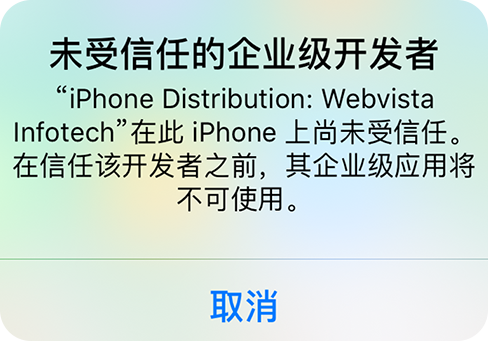 未受信任的企业级开发者
“iPhone Distribution: Webvista
Infotech”在此 iPhone 上尚未受信任。
在信任该开发者之前，其企业级应用将
不可使用。
取消